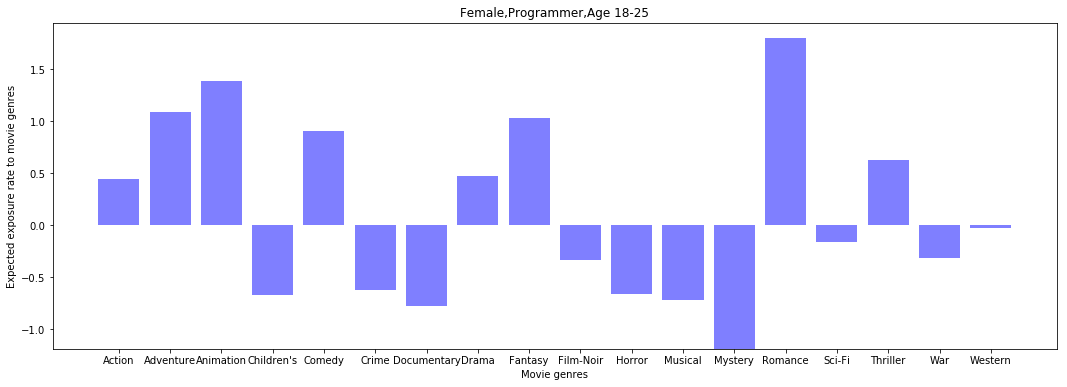 Female,Programmer,Age 18-25
Expected exposure rate to movie genres
1.5
1.0
0.5
0.0
−0.5
−1.0
Action Adventure Animation Children's Comedy Crime Documentary Drama Fantasy Film-Noir Horror Musical Mystery Romance Sci-Fi Thriller War Western
Movie genres